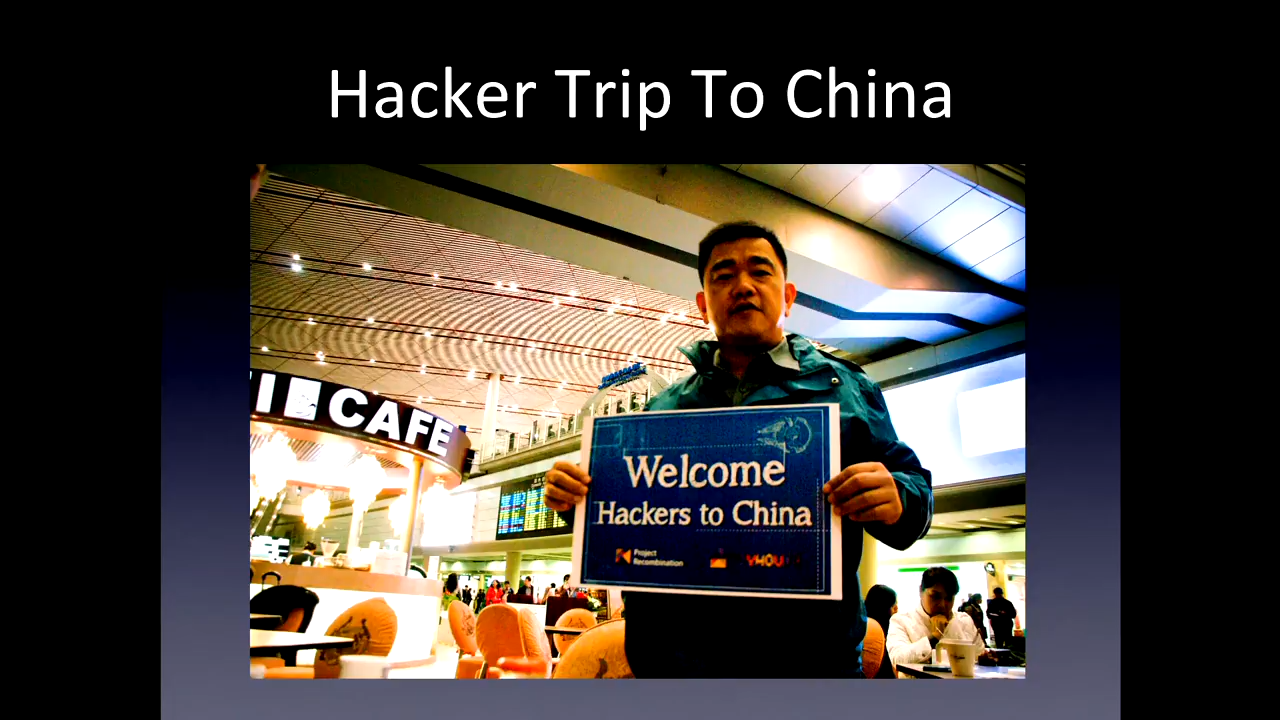 Hacker Trip To China
CAFE
Welcome
Hackers to China
Project
Recombination